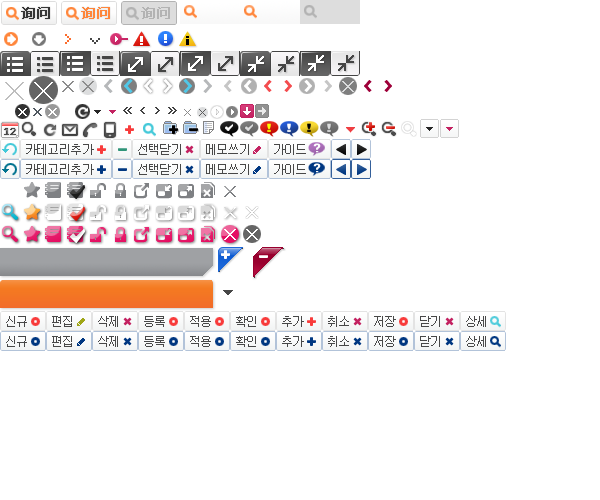 询问 询问 询问
12
카테고리추가 선택닫기 메모쓰기 가이드
카테고리추가 선택닫기 메모쓰기 가이드
신규 편집 삭제 등록 적용 확인 추가 취소 저장 닫기 상세
신규 편집 삭제 등록 적용 확인 추가 취소 저장 닫기 상세